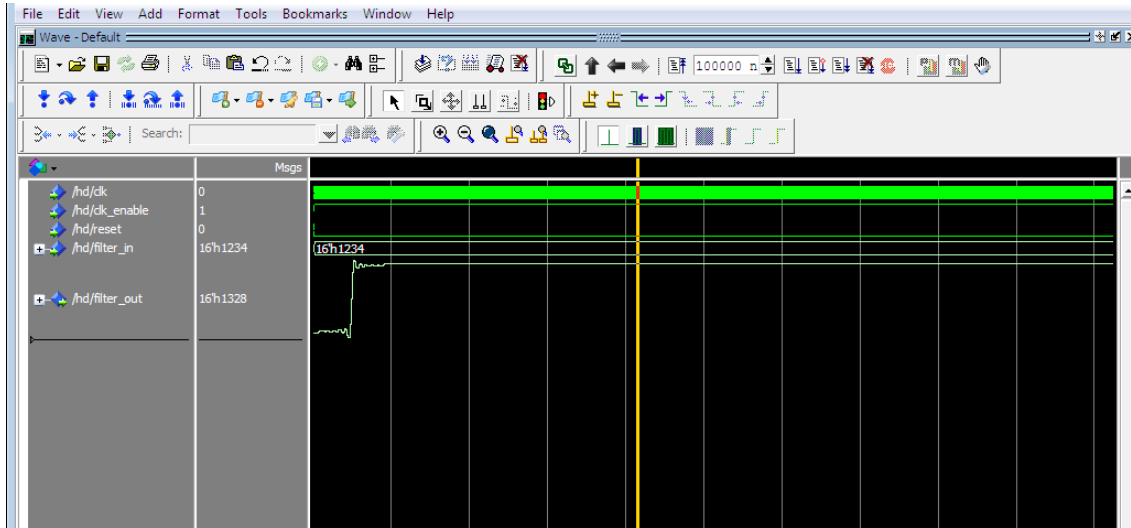 File Edit View Add Format Tools Bookmarks Window Help
Wave - Default
100000 n
Search:
Msgs
/hd/clk 0
/hd/clk_enable 1
/hd/reset 0
/hd/filter_in 16'h1234 16'h1234
/hd/filter_out 16'h1328